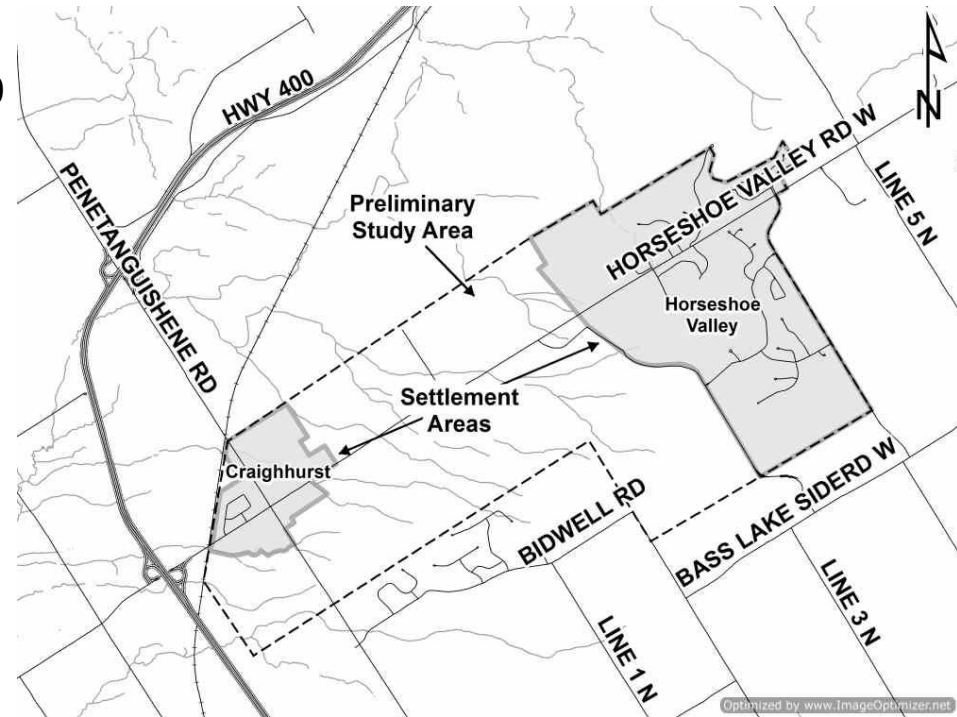 HWY 400
PENETANGUISHENE RD
Preliminary
Study Area
N
HORSESHOE VALLEY RD W
LINE 5 N
Horseshoe
Valley
Settlement
Areas
Craighhurst
BIDWELL RD
BASS LAKE SIDERD W
LINE 1 N
LINE 3 N
Optimized by www.ImageOptimizer.net